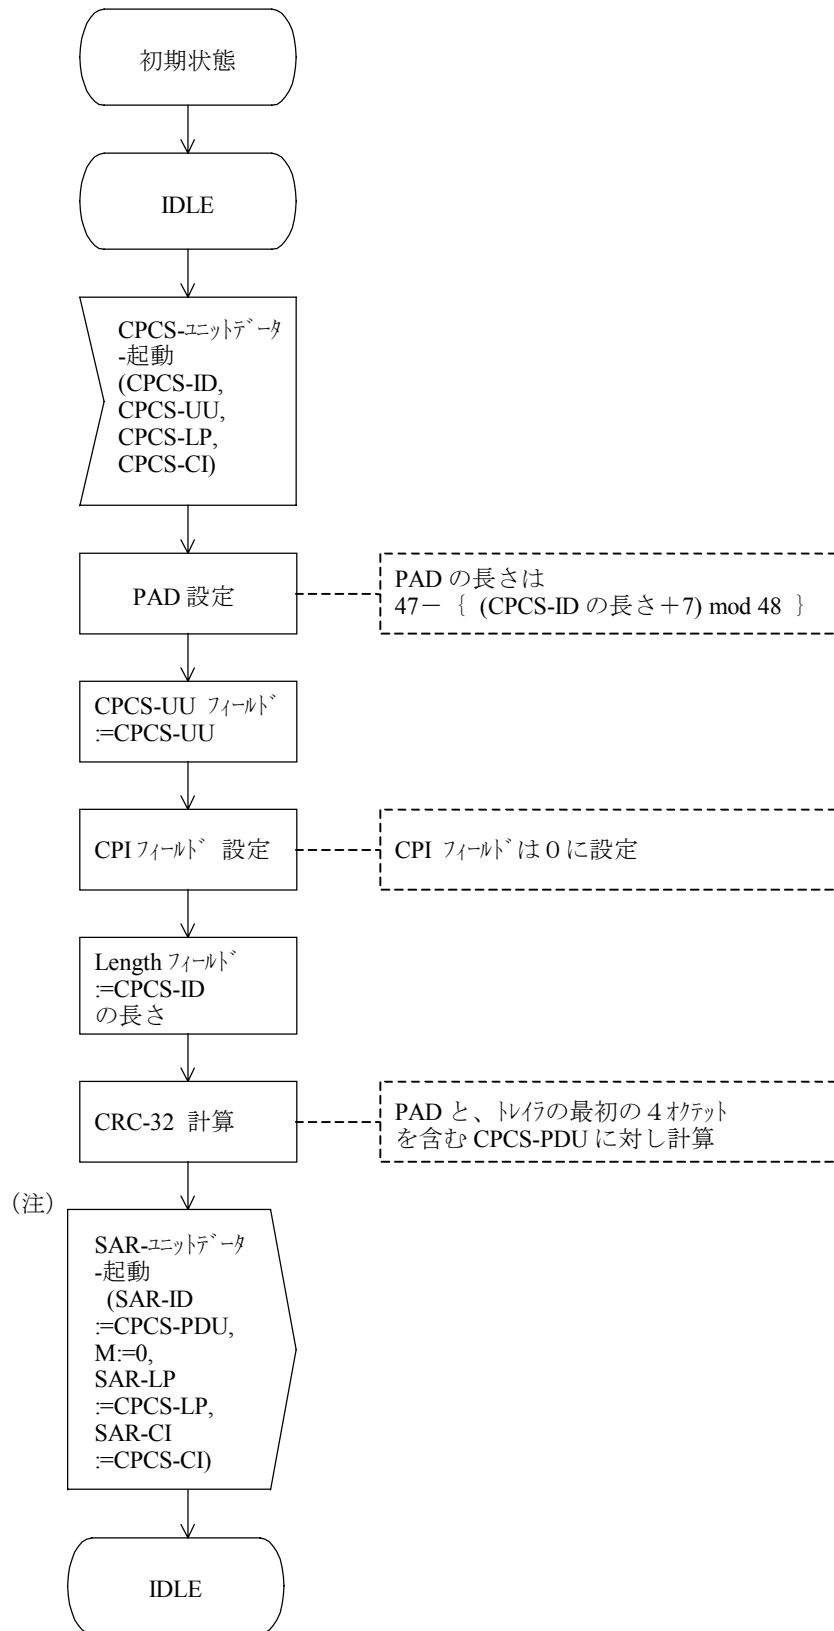 初期状態
IDLE
CPCS-ﾕﾆｯﾄﾃﾞｰﾀ
-起動
(CPCS-ID,
CPCS-UU,
CPCS-LP,
CPCS-CI)
PAD 設定
PAD の長さは
47－｛ (CPCS-ID の長さ＋7) mod 48 ｝
CPCS-UU ﾌｨｰﾙﾄﾞ
:=CPCS-UU
CPI ﾌｨｰﾙﾄﾞ 設定
CPI ﾌｨｰﾙﾄﾞは０に設定
Length ﾌｨｰﾙﾄﾞ
:=CPCS-ID
の長さ
CRC-32 計算
PAD と、ﾄﾚｲﾗの最初の４ｵｸﾃｯﾄ
を含む CPCS-PDU に対し計算
（注）
SAR-ﾕﾆｯﾄﾃﾞｰﾀ
-起動
(SAR-ID
:=CPCS-PDU,
M:=0,
SAR-LP
:=CPCS-LP,
SAR-CI
:=CPCS-CI)
IDLE